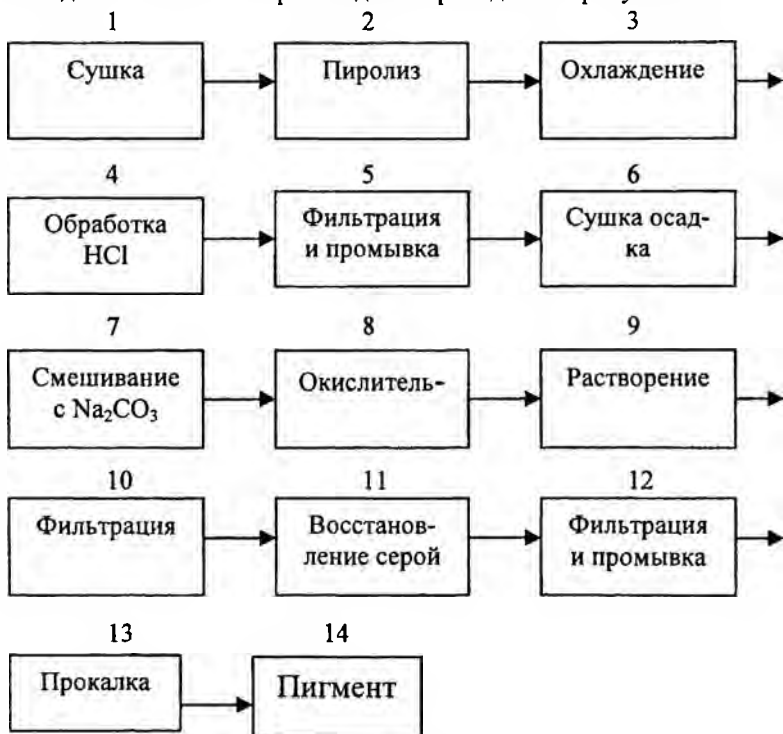 1 2 3
Сушка Пиролиз Охлаждение
4 5 6
Обработка Фильтрация Сушка осад-
HCl и промывка ка
7 8 9
Смешивание Окислитель- Растворение
с Na₂CO₃
10 11 12
Фильтрация Восстанов- Фильтрация
ление серой и промывка
13 14
Прокалка Пигмент